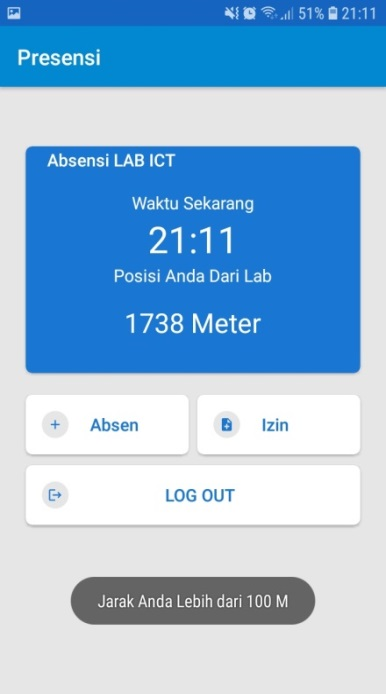 51% 21:11
Presensi
Absensi LAB ICT
Waktu Sekarang
21:11
Posisi Anda Dari Lab
1738 Meter
Absen
Izin
LOG OUT
Jarak Anda Lebih dari 100 M